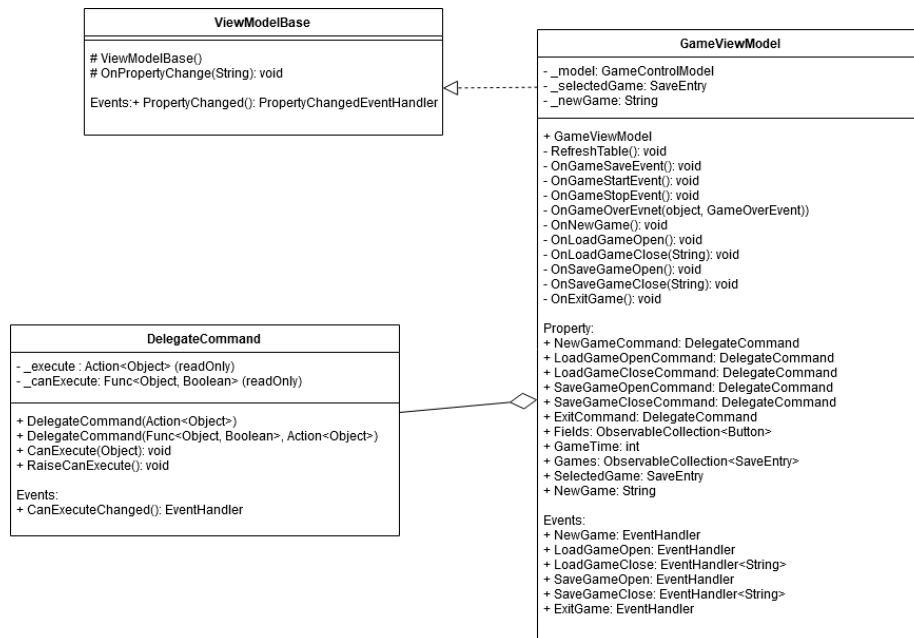 ViewModelBase
# ViewModelBase()
# OnPropertyChange(String): void
Events:+ PropertyChanged(): PropertyChangedEventHandler
GameViewModel
- _model: GameControlModel
- _selectedGame: SaveEntry
- _newGame: String
+ GameViewModel
- RefreshTable(): void
- OnGameSaveEvent(): void
- OnGameStartEvent(): void
- OnGameStopEvent(): void
- OnGameOverEvnet(object, GameOverEvent))
- OnNewGame(): void
- OnLoadGameOpen(): void
- OnLoadGameClose(String): void
- OnSaveGameOpen(): void
- OnSaveGameClose(String): void
- OnExitGame(): void
Property:
+ NewGameCommand: DelegateCommand
+ LoadGameOpenCommand: DelegateCommand
+ LoadGameCloseCommand: DelegateCommand
+ SaveGameOpenCommand: DelegateCommand
+ SaveGameCloseCommand: DelegateCommand
+ ExitCommand: DelegateCommand
+ Fields: ObservableCollection<Button>
+ GameTime: int
+ Games: ObservableCollection<SaveEntry>
+ SelectedGame: SaveEntry
+ NewGame: String
Events:
+ NewGame: EventHandler
+ LoadGameOpen: EventHandler
+ LoadGameClose: EventHandler<String>
+ SaveGameOpen: EventHandler
+ SaveGameClose: EventHandler<String>
+ ExitGame: EventHandler
DelegateCommand
- _execute : Action<Object> (readOnly)
- _canExecute: Func<Object, Boolean> (readOnly)
+ DelegateCommand(Action<Object>)
+ DelegateCommand(Func<Object, Boolean>, Action<Object>)
+ CanExecute(Object): void
+ RaiseCanExecute(): void
Events:
+ CanExecuteChanged(): EventHandler